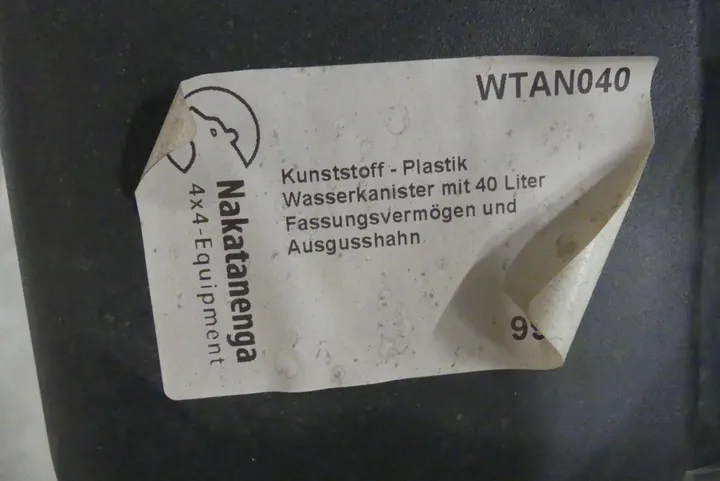 WTAN040
Kunststoff - Plastik
Wasserkanister mit 40 Liter
Fassungsvermögen und
Ausgusshahn
Nakatanenga
4x4-Equipment